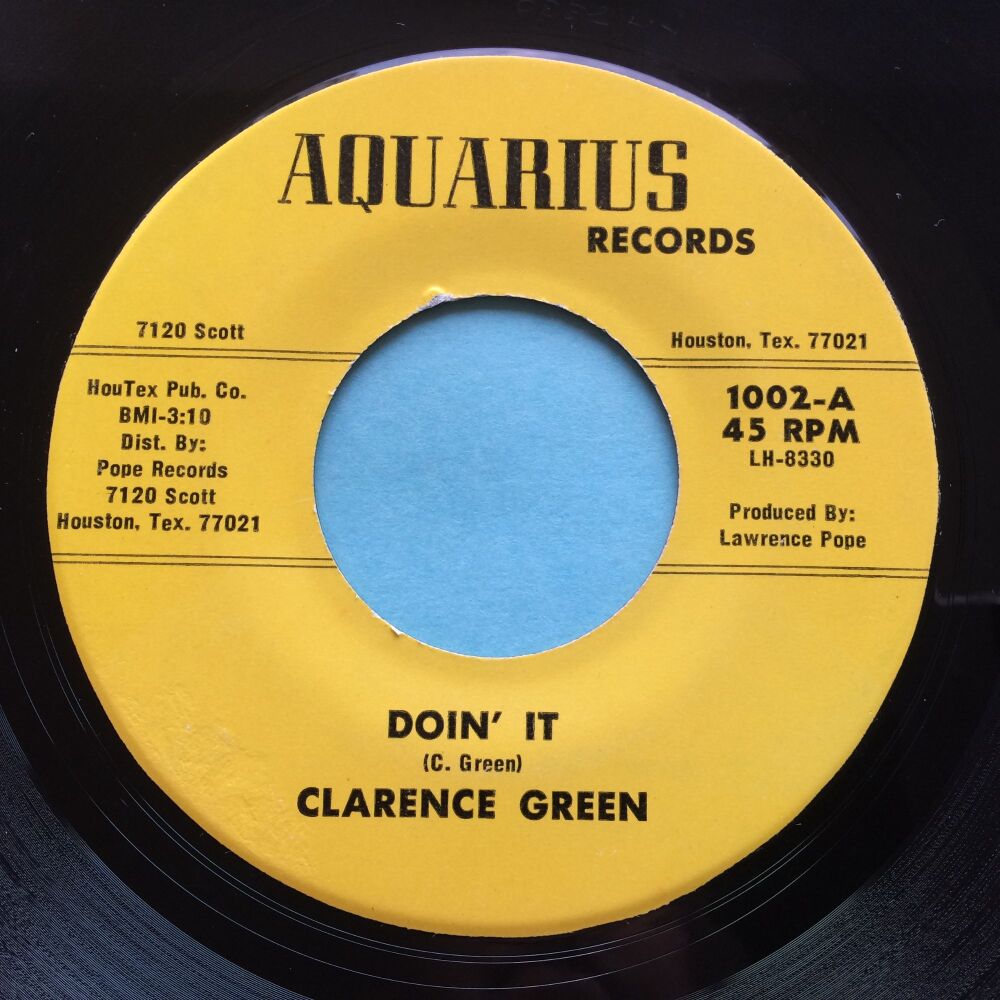 AQUARIUS
RECORDS
7120 Scott
Houston, Tex. 77021
HouTex Pub. Co.
BMI-3:10
Dist. By:
Pope Records
7120 Scott
Houston, Tex. 77021
1002-A
45 RPM
LH-8330
Produced By:
Lawrence Pope
DOIN' IT
(C. Green)
CLARENCE GREEN